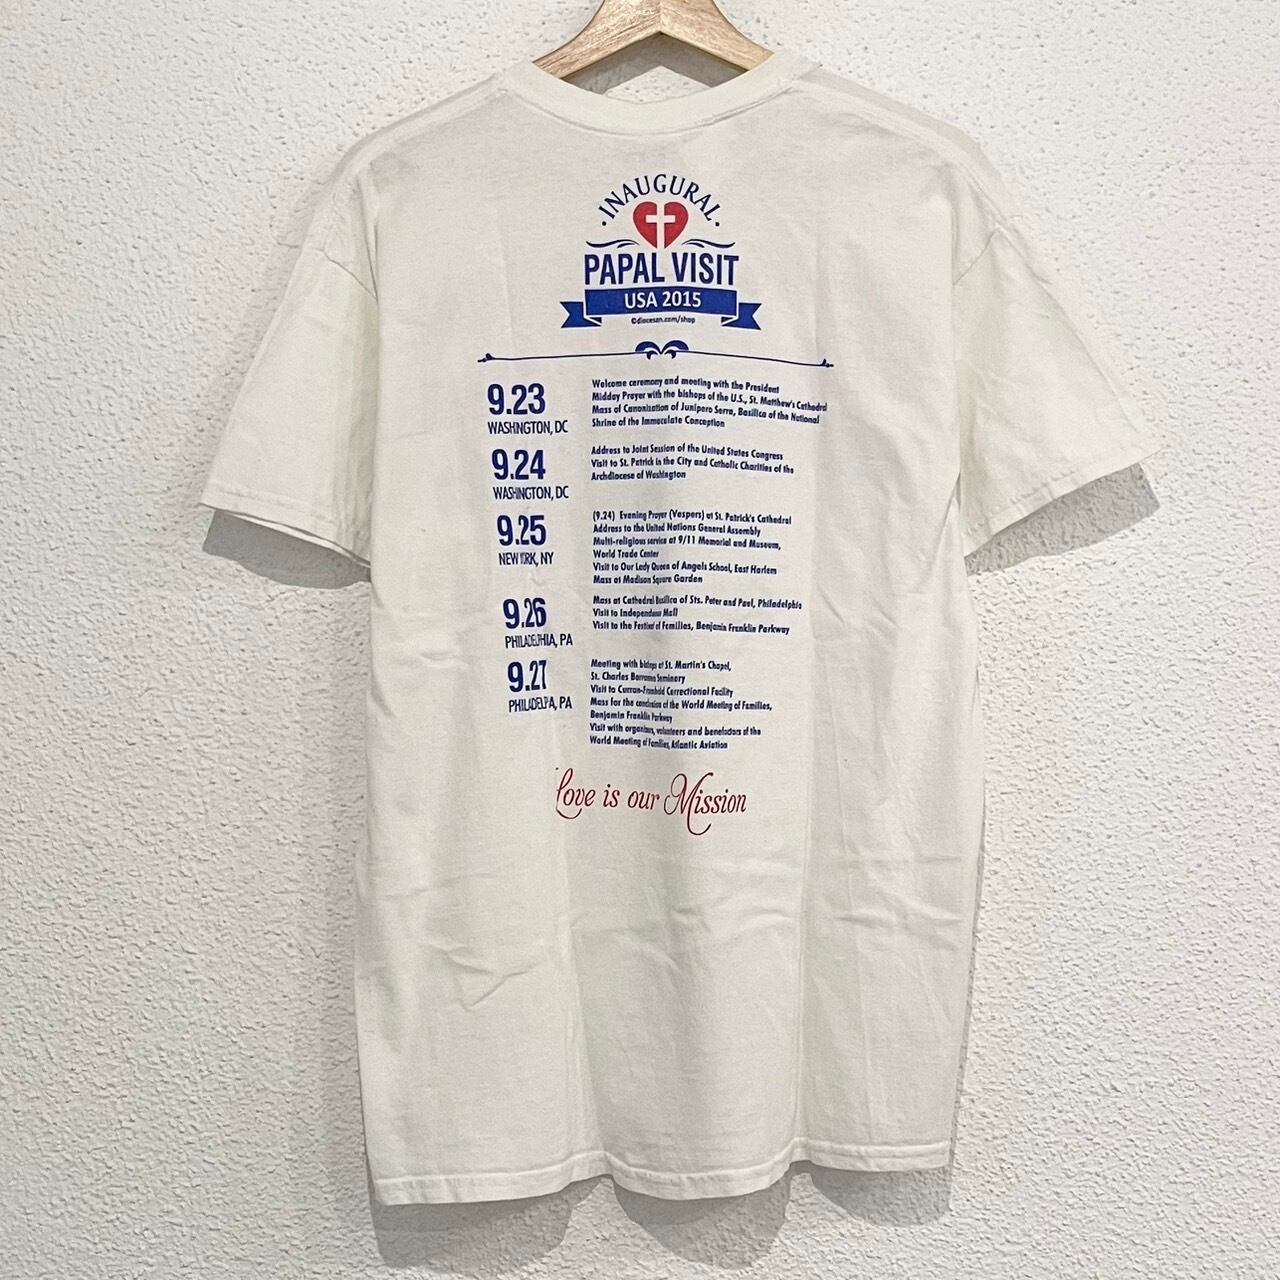 · INAUGURAL ·
PAPAL VISIT
USA 2015
©diocesan.com/shop
9.23
WASHINGTON, DC
Welcome ceremony and meeting with the President
Midday Prayer with the bishops of the U.S., St. Matthew's Cathedral
Mass of Canonization of Junipero Serra, Basilica of the National
Shrine of the Immaculate Conception
9.24
WASHINGTON, DC
Address to Joint Session of the United States Congress
Visit to St. Patrick in the City and Catholic Charities of the
Archdiocese of Washington
9.25
NEW YORK, NY
(9.24) Evening Prayer (Vespers) at St. Patrick's Cathedral
Address to the United Nations General Assembly
Multi-religious service at 9/11 Memorial and Museum,
World Trade Center
Visit to Our Lady Queen of Angels School, East Harlem
Mass at Madison Square Garden
9.26
PHILADELPHIA, PA
Mass at Cathedral Basilica of Sts. Peter and Paul, Philadelphia
Visit to Independence Mall
Visit to the Festival of Families, Benjamin Franklin Parkway
9.27
PHILADELPHIA, PA
Meeting with bishops at St. Martin's Chapel,
St. Charles Borromeo Seminary
Visit to Curran-Fromhold Correctional Facility
Mass for the conclusion of the World Meeting of Families,
Benjamin Franklin Parkway
Visit with organizers, volunteers and benefactors of the
World Meeting of Families, Atlantic Aviation
Love is our Mission